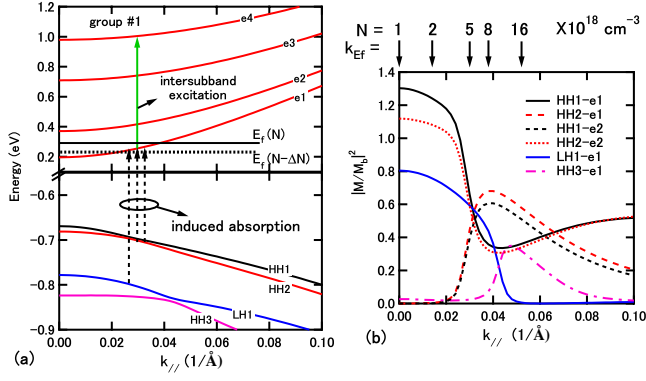 group #1
e4
e3
e2
e1
intersubband
excitation
E_f(N)
E_f(N-ΔN)
induced absorption
HH1
HH2
LH1
HH3
Energy (eV)
1.2
1.0
0.8
0.6
0.4
0.2
-0.6
-0.7
-0.8
-0.9
0.00 0.02 0.04 0.06 0.08 0.10
k_// (1/Å)
(a)
N = 1 2 5 8 16 X10^18 cm^-3
k_Ef =
HH1-e1
HH2-e1
HH1-e2
HH2-e2
LH1-e1
HH3-e1
|M/M_b|^2
1.4
1.2
1.0
0.8
0.6
0.4
0.2
0.0
0.00 0.02 0.04 0.06 0.08 0.10
k_// (1/Å)
(b)